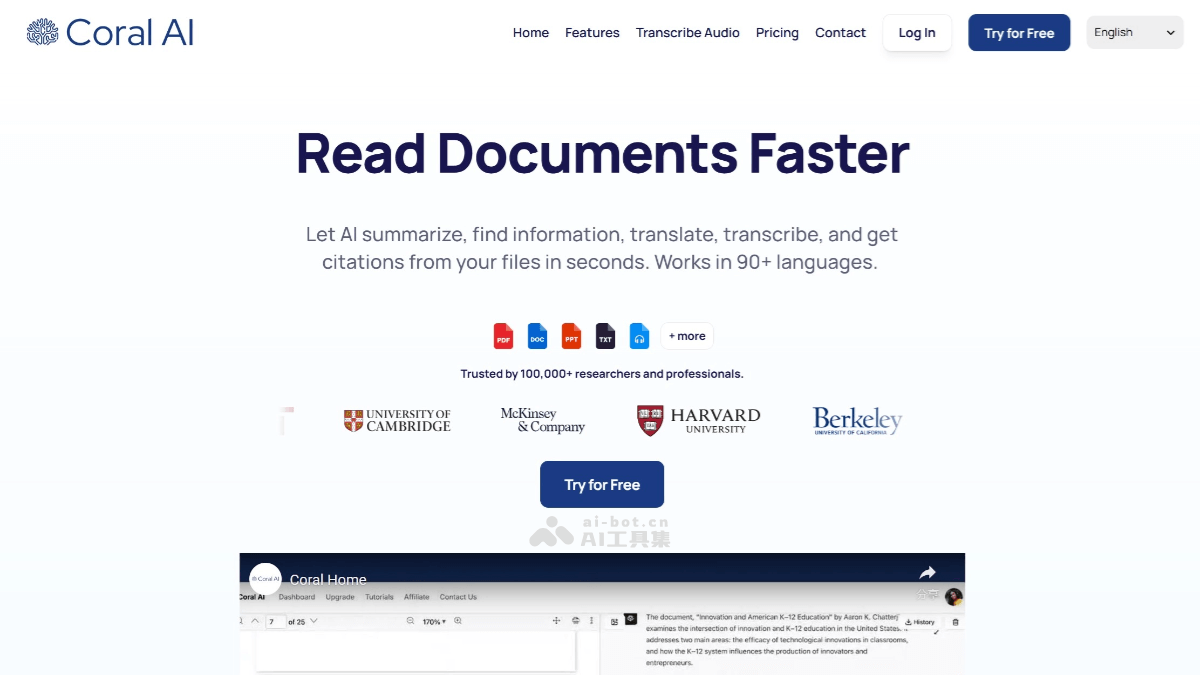 Coral AI
Home Features Transcribe Audio Pricing Contact Log In Try for Free English
Read Documents Faster
Let AI summarize, find information, translate, transcribe, and get
citations from your files in seconds. Works in 90+ languages.
PDF DOC PPT TXT + more
Trusted by 100,000+ researchers and professionals.
UNIVERSITY OF
CAMBRIDGE
McKinsey
& Company
HARVARD
UNIVERSITY
Berkeley
UNIVERSITY OF CALIFORNIA
Try for Free
ai-bot.cn
AI工具集
Coral AI Coral Home
分享
Coral AI Dashboard Upgrade Tutorials Affiliate Contact Us
7 of 25 170%
The document, "Innovation and American K–12 Education" by Aaron K. Chatterj
History
examines the intersection of innovation and K–12 education in the United States. It
addresses two main areas: the efficacy of technological innovations in classrooms,
and how the K–12 system influences the production of innovators and
entrepreneurs.